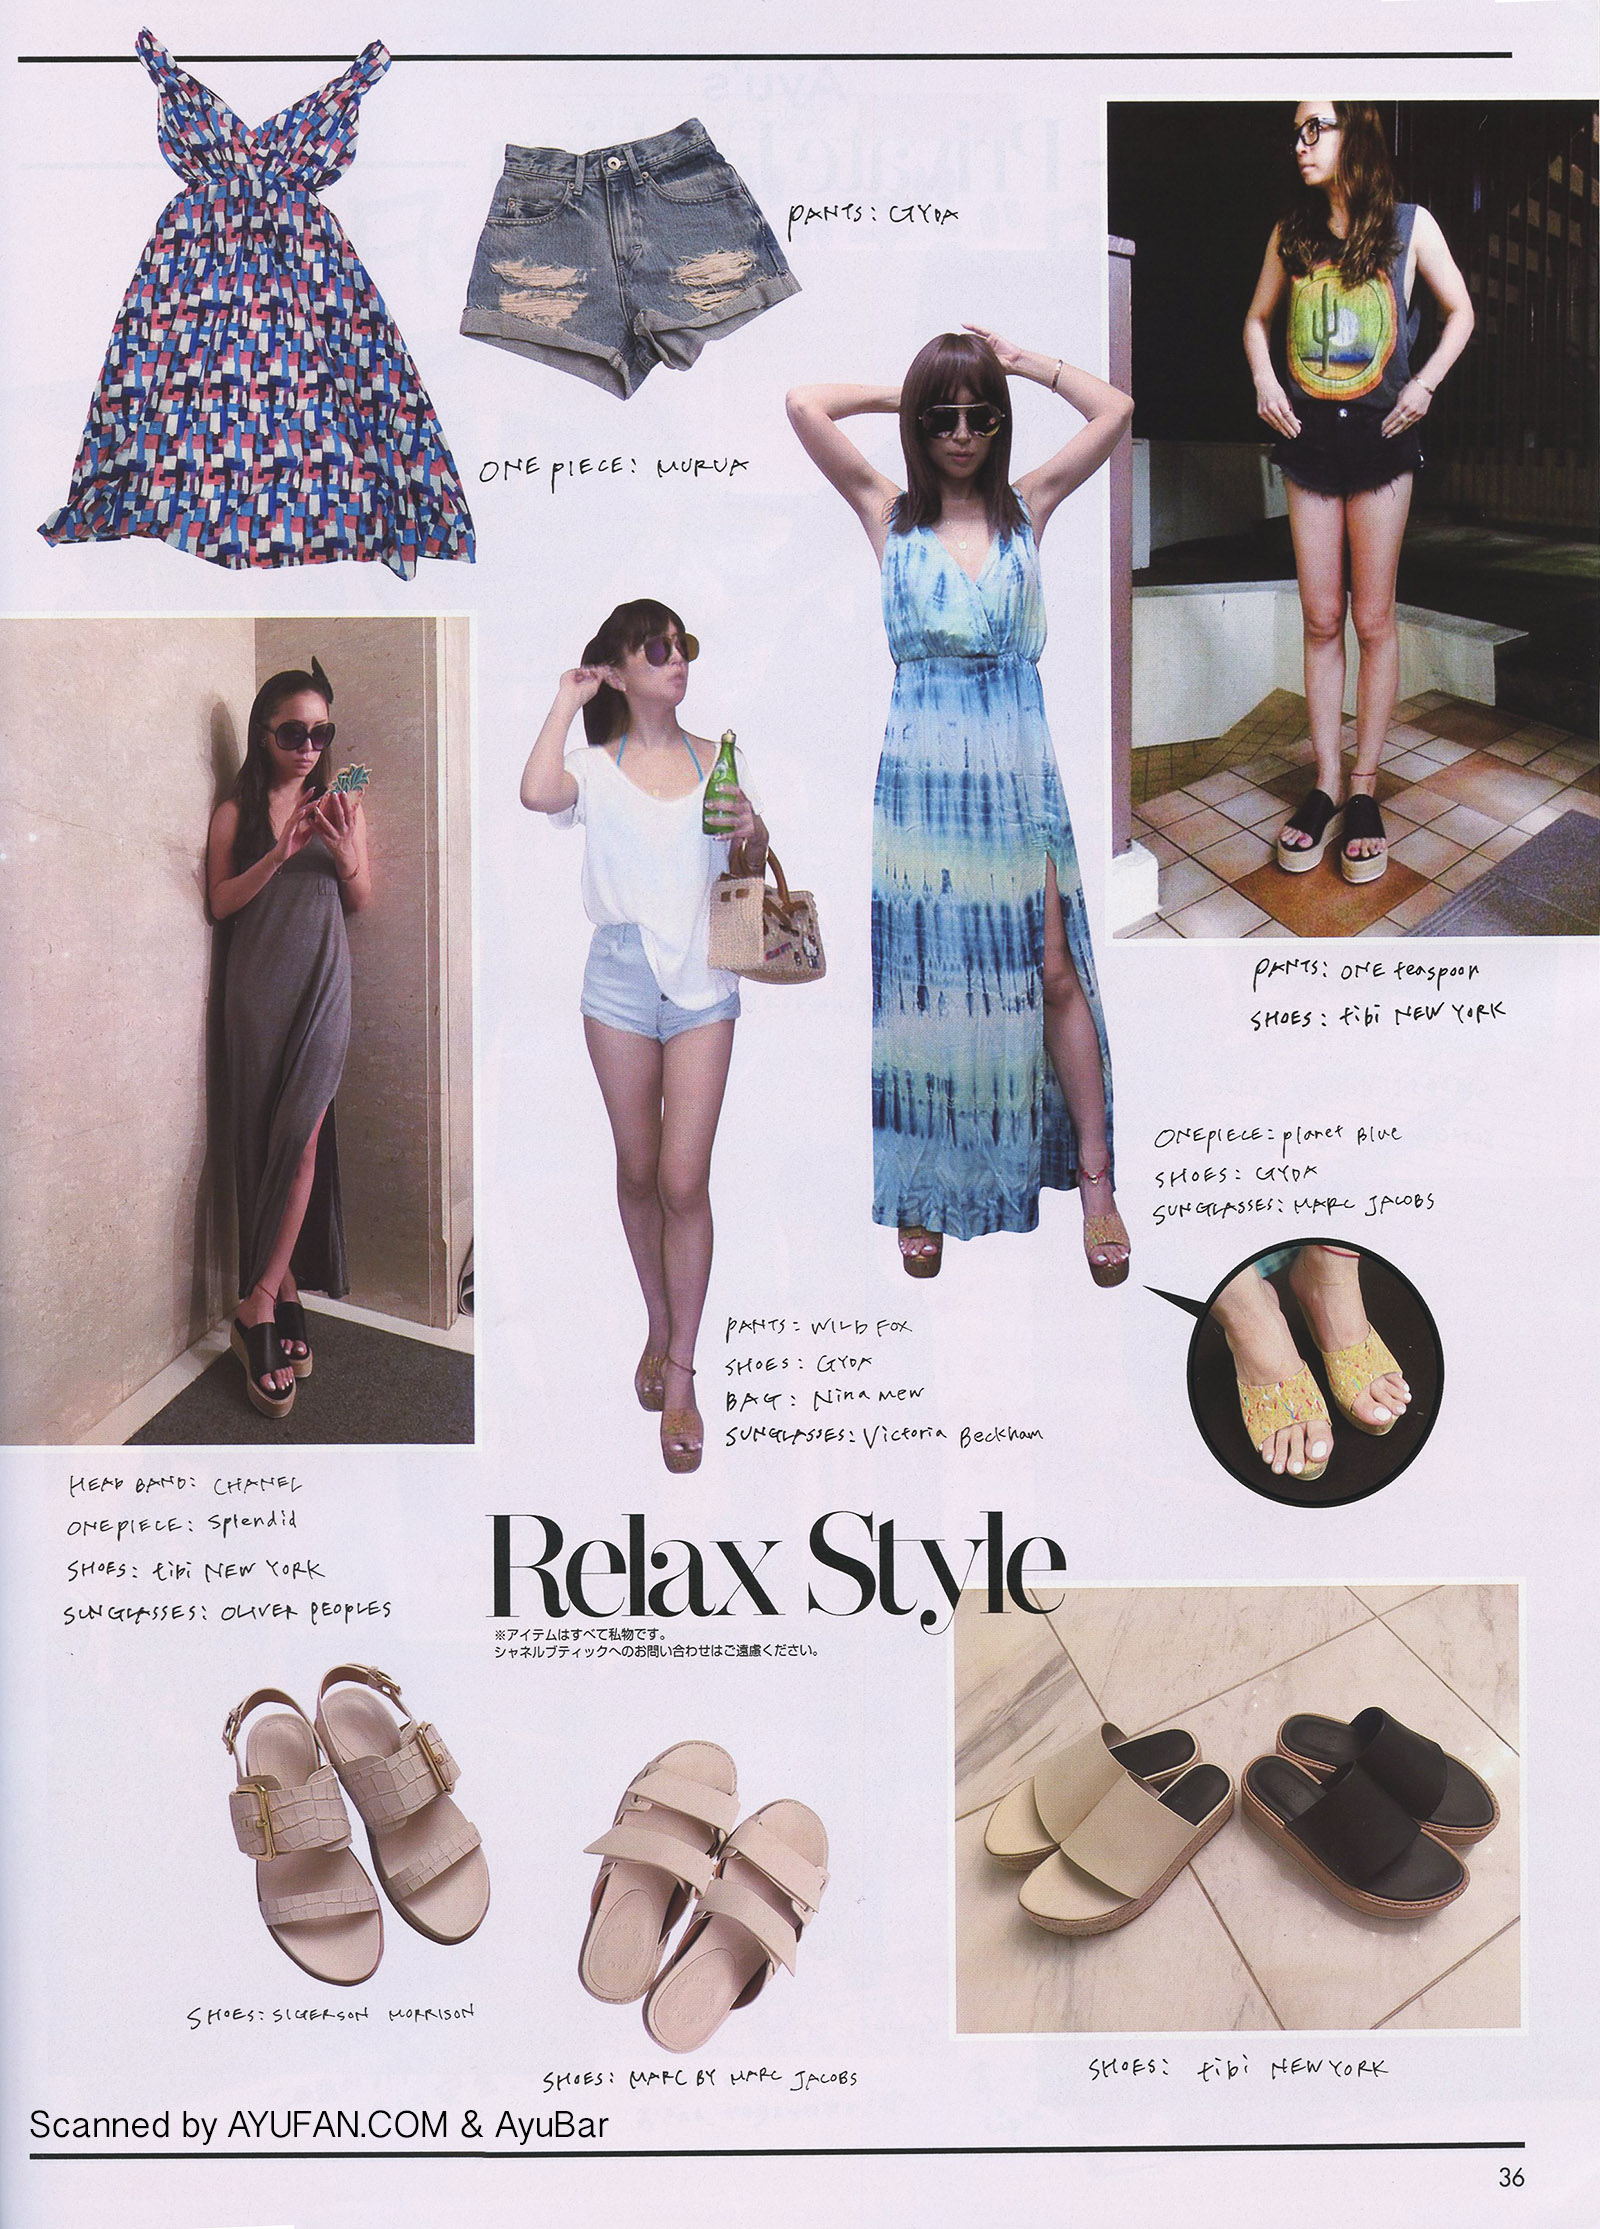 PANTS: GYDA
ONE PIECE: MURUA
PANTS: ONE teaspoon
SHOES: tibi NEW YORK
ONEPIECE: planet Blue
SHOES: GYDA
SUNGLASSES: MARC JACOBS
PANTS: WILDFOX
SHOES: GYDA
BAG: Nina mew
SUNGLASSES: Victoria Beckham
HEAD BAND: CHANEL
ONEPIECE: Splendid
SHOES: tibi NEW YORK
SUNGLASSES: OLIVER PEOPLES
Relax Style
※アイテムはすべて私物です。
シャネルブティックへのお問い合わせはご遠慮ください。
SHOES: SIGERSON MORRISON
SHOES: MARC BY MARC JACOBS
SHOES: tibi NEW YORK
Scanned by AYUFAN.COM & AyuBar
36